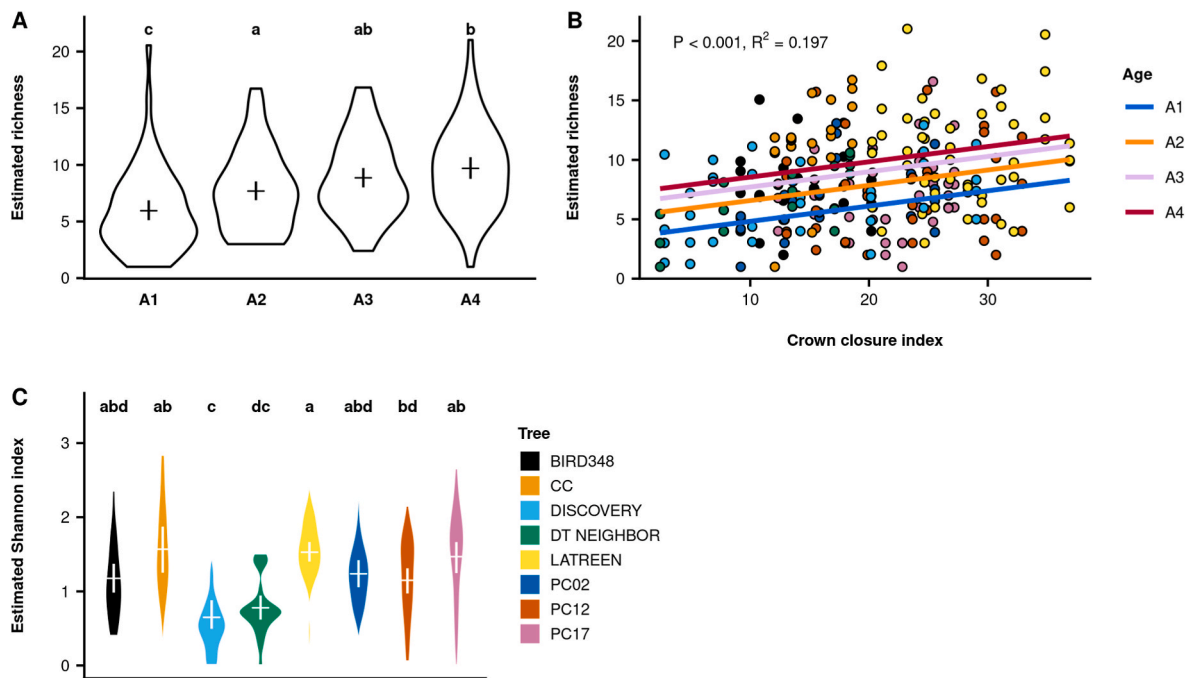 A
c a ab b
Estimated richness
20
15
10
5
0
A1 A2 A3 A4
B
P < 0.001, R² = 0.197
Estimated richness
20
15
10
5
0
10 20 30
Crown closure index
Age
A1
A2
A3
A4
C
abd ab c dc a abd bd ab
Estimated Shannon index
3
2
1
0
Tree
BIRD348
CC
DISCOVERY
DT NEIGHBOR
LATREEN
PC02
PC12
PC17